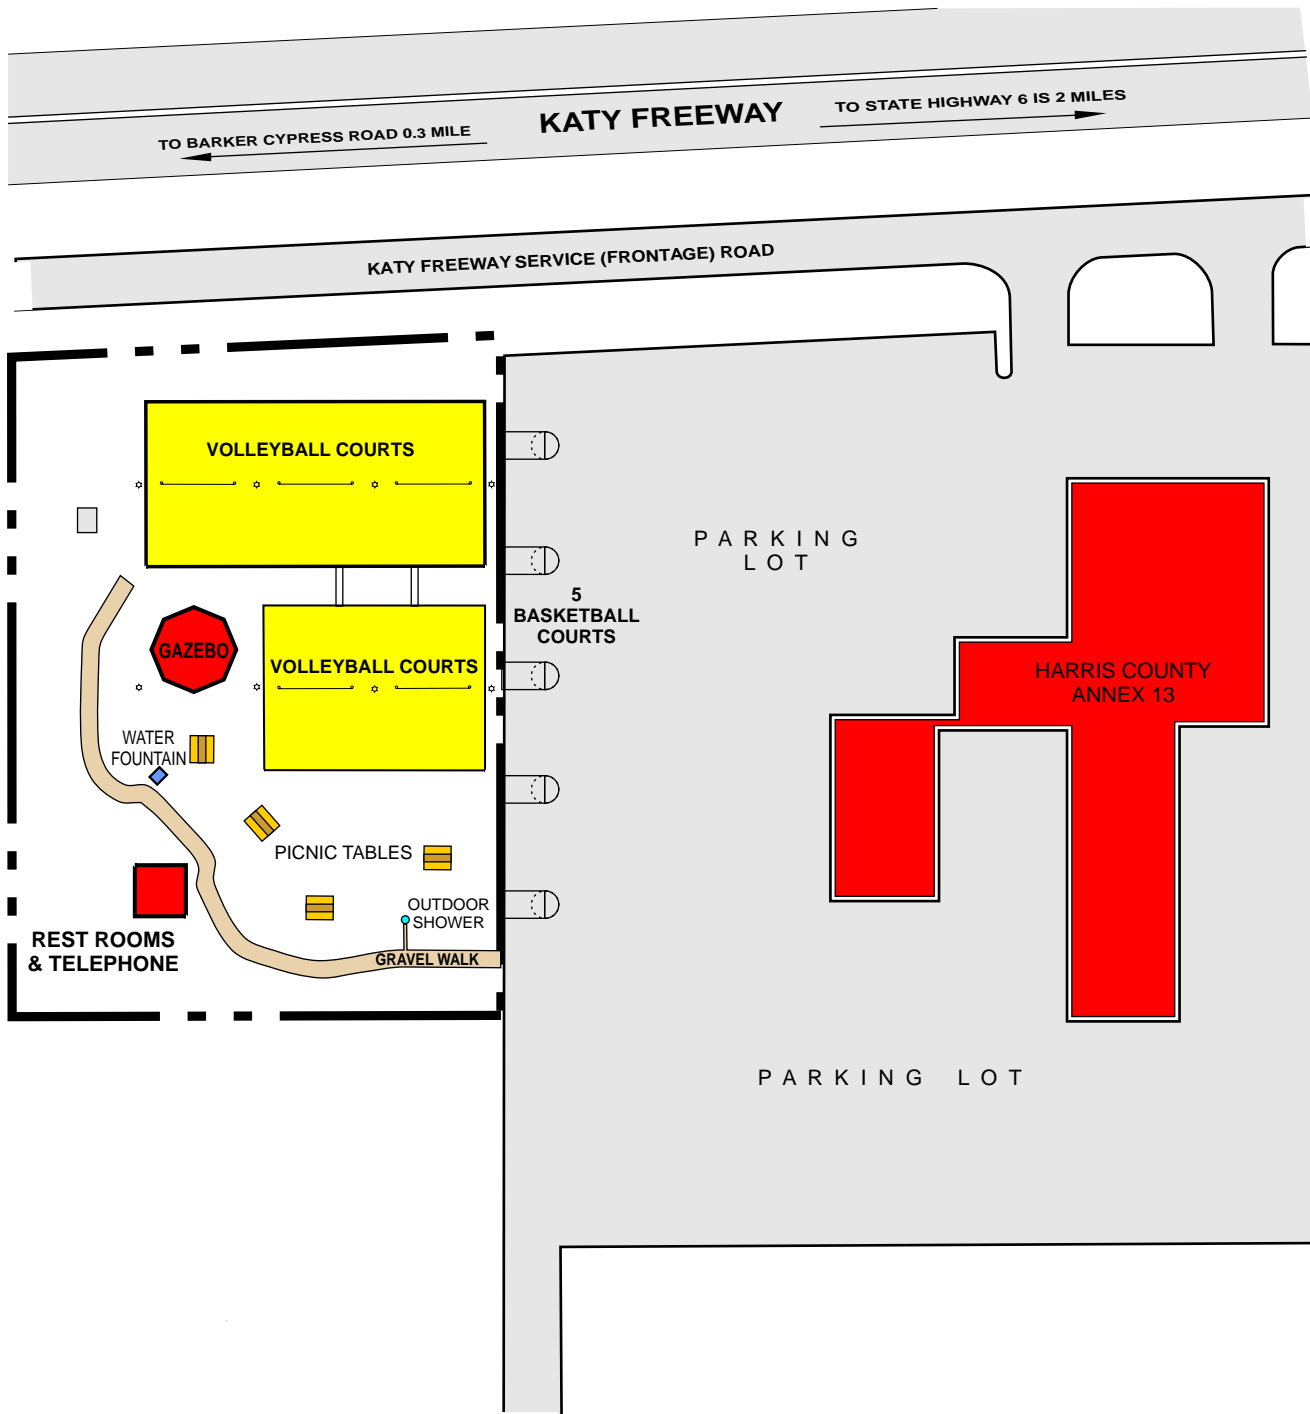 KATY FREEWAY
TO STATE HIGHWAY 6 IS 2 MILES
TO BARKER CYPRESS ROAD 0.3 MILE
KATY FREEWAY SERVICE (FRONTAGE) ROAD
VOLLEYBALL COURTS
PARKING
LOT
5
BASKETBALL
COURTS
GAZEBO
VOLLEYBALL COURTS
HARRIS COUNTY
ANNEX 13
WATER
FOUNTAIN
PICNIC TABLES
OUTDOOR
SHOWER
REST ROOMS
& TELEPHONE
GRAVEL WALK
PARKING LOT